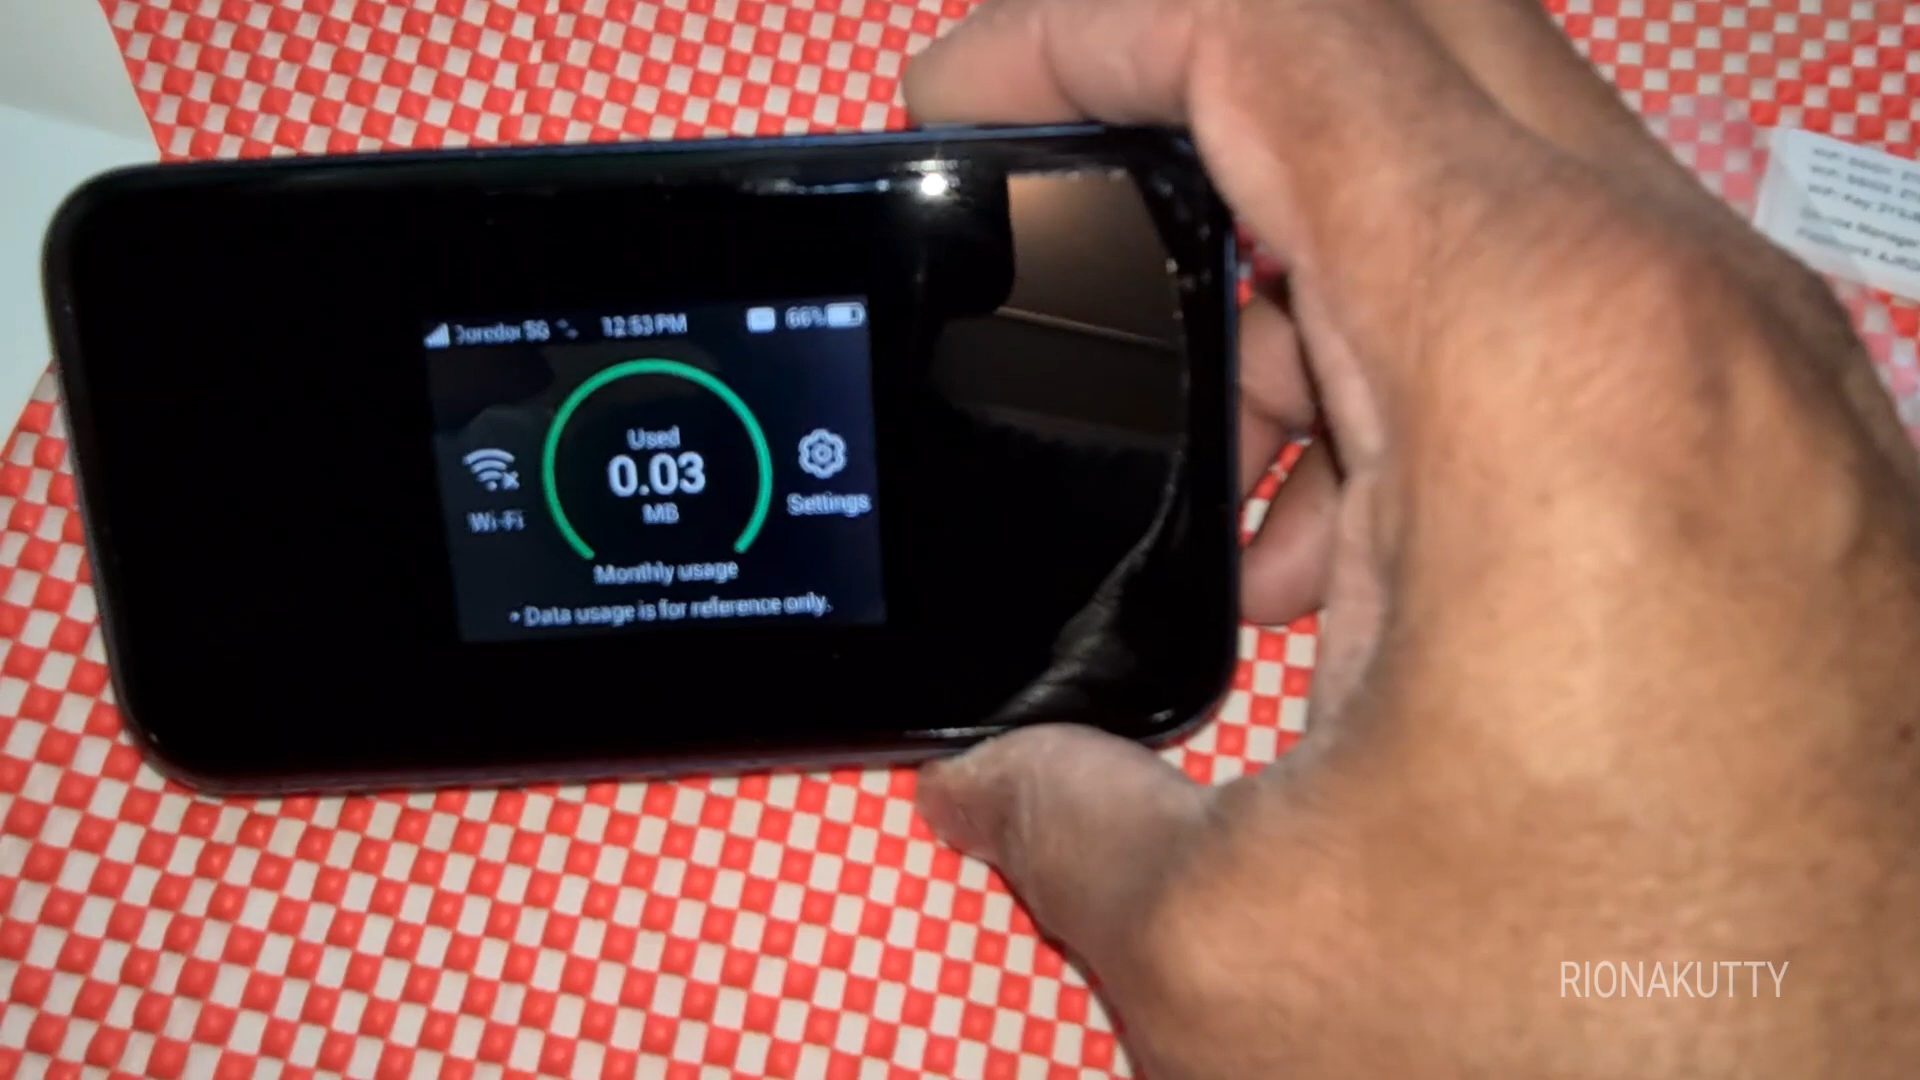 Ooredoo 5G 12:53 PM 66%
Used
0.03
MB
Wi-Fi
Settings
Monthly usage
• Data usage is for reference only.
RIONAKUTTY